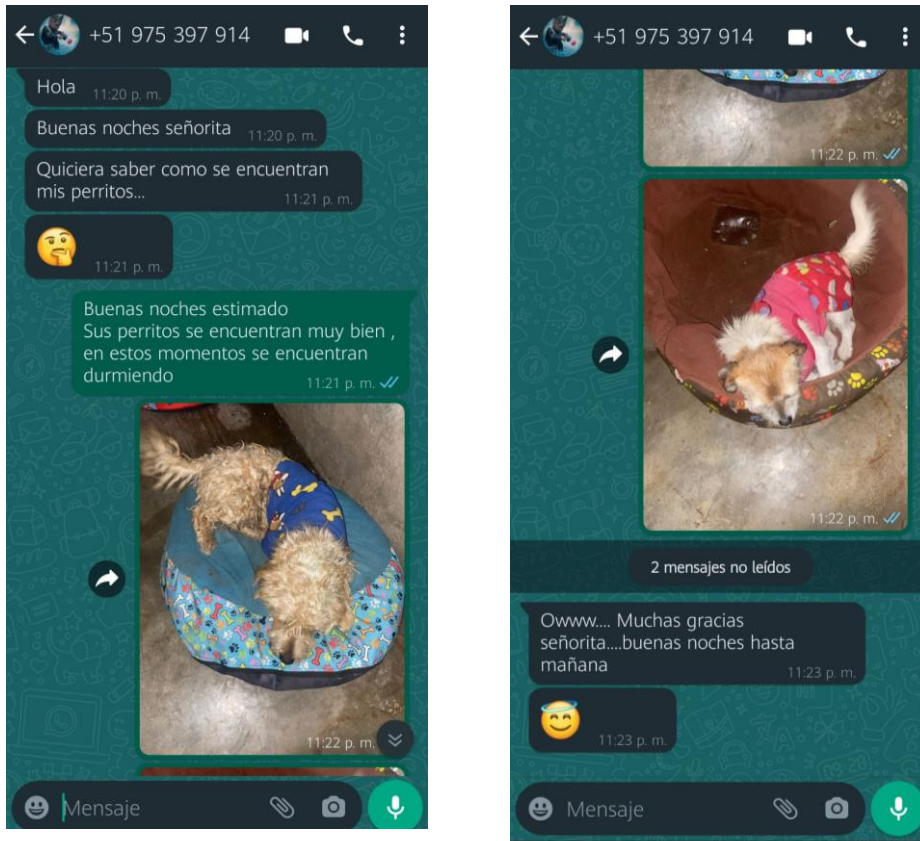 +51 975 397 914
Hola 11:20 p. m.
Buenas noches señorita 11:20 p. m.
Quiciera saber como se encuentran
mis perritos...
11:21 p. m.
11:21 p. m.
Buenas noches estimado
Sus perritos se encuentran muy bien ,
en estos momentos se encuentran
durmiendo
11:21 p. m.
11:22 p. m.
Mensaje
+51 975 397 914
11:22 p. m.
11:22 p. m.
2 mensajes no leídos
Owww.... Muchas gracias
señorita....buenas noches hasta
mañana
11:23 p. m.
11:23 p. m.
Mensaje